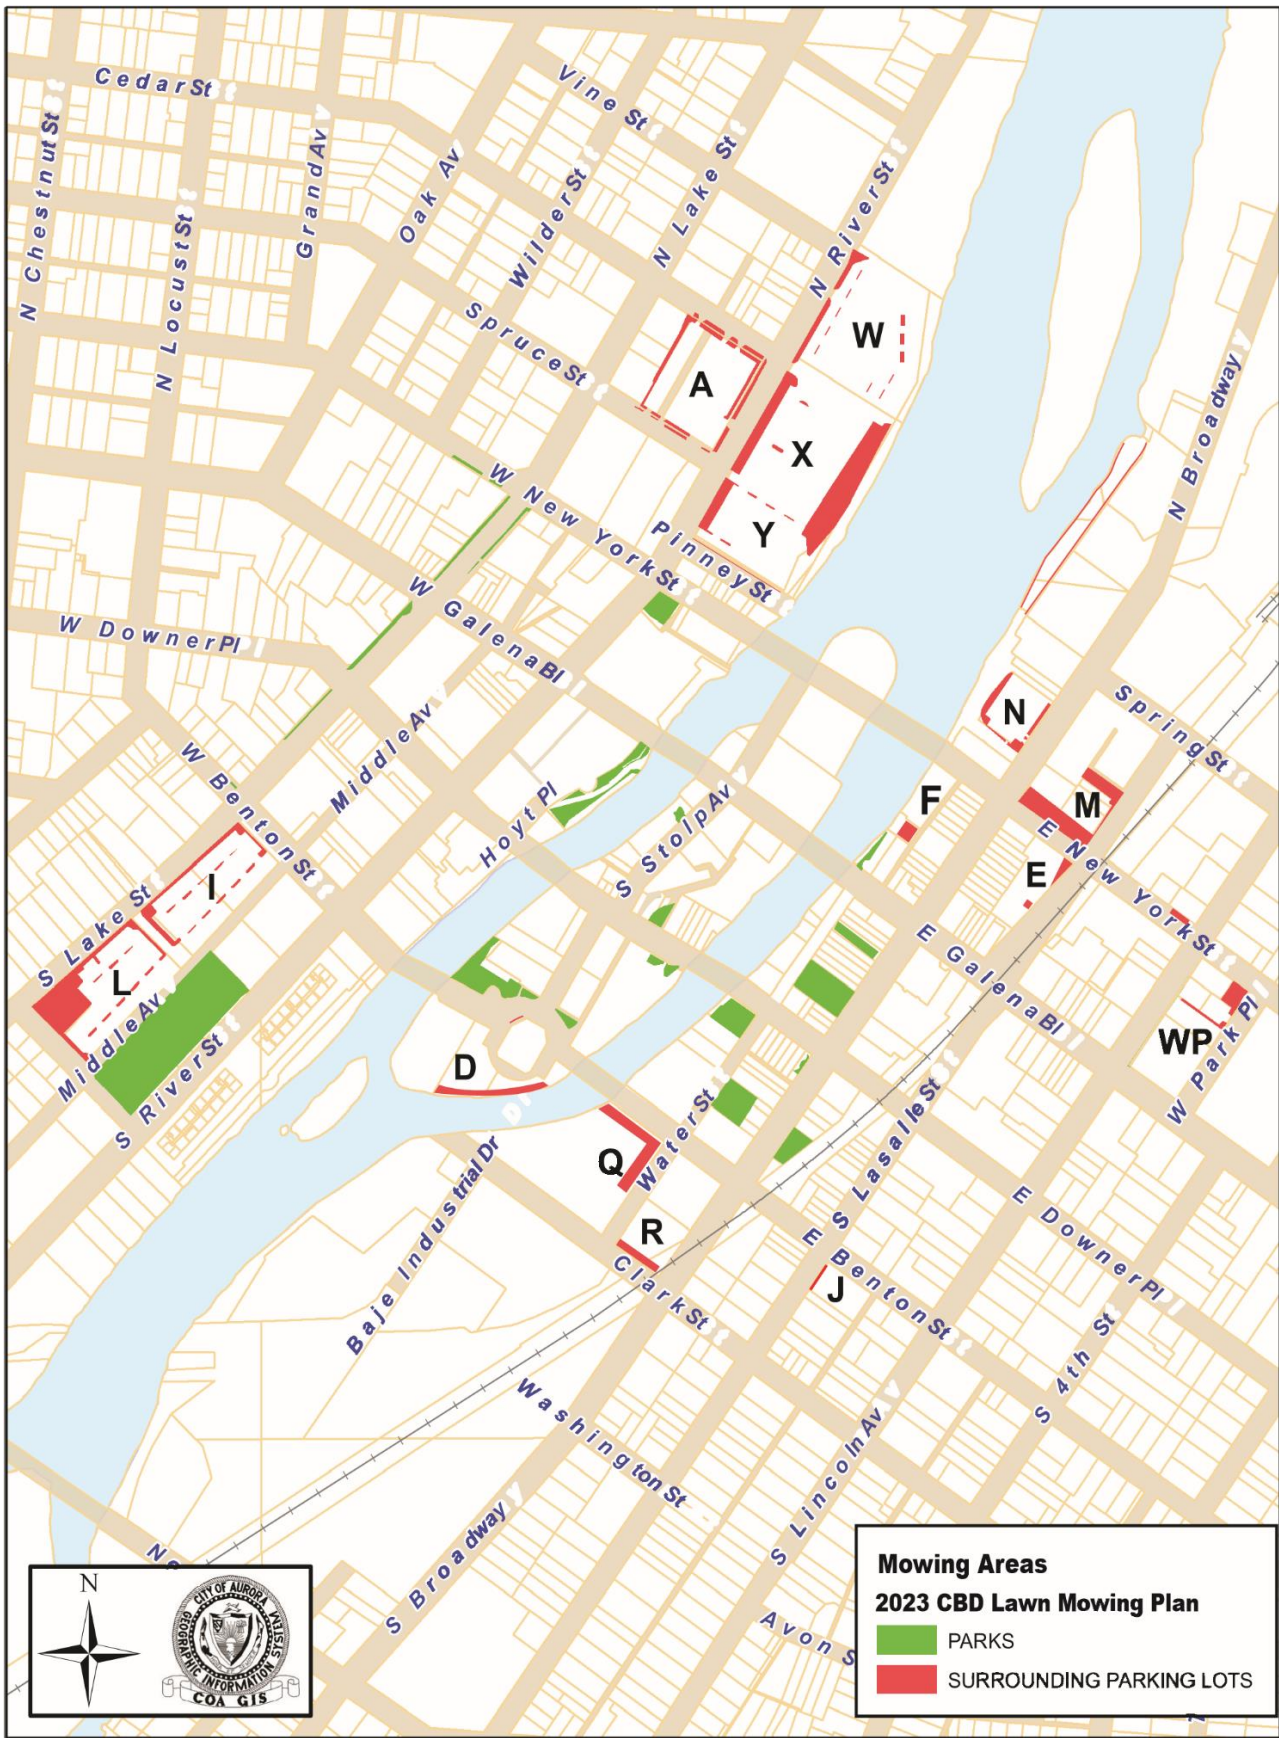 Cedar St
Vine St
N Chestnut St
Grand Av
Oak Av
N Lake St
Wilder St
N River St
N Locust St
Spruce St
W
A
N Broadway
X
W New York St
Pinney St
Y
W Galena Bl
W Downer Pl
Middle Av
Spring St
N
W Benton St
Hoyt Pl
S Stolp Av
F
M
E New York St
E
I
S Lake St
L
E Galena Bl
Middle Av
S River St
WP
W Park Pl
D
Dr
S Lasalle St
Water St
Q
Baje Industrial Dr
R
E Downer Pl
E Benton St
Clark St
J
S 4th St
Washington St
S Lincoln Av
S Broadway
Avon S
N
CITY OF AURORA
GEOGRAPHIC INFORMATION SYSTEMS
COA GIS
Mowing Areas
2023 CBD Lawn Mowing Plan
PARKS
SURROUNDING PARKING LOTS